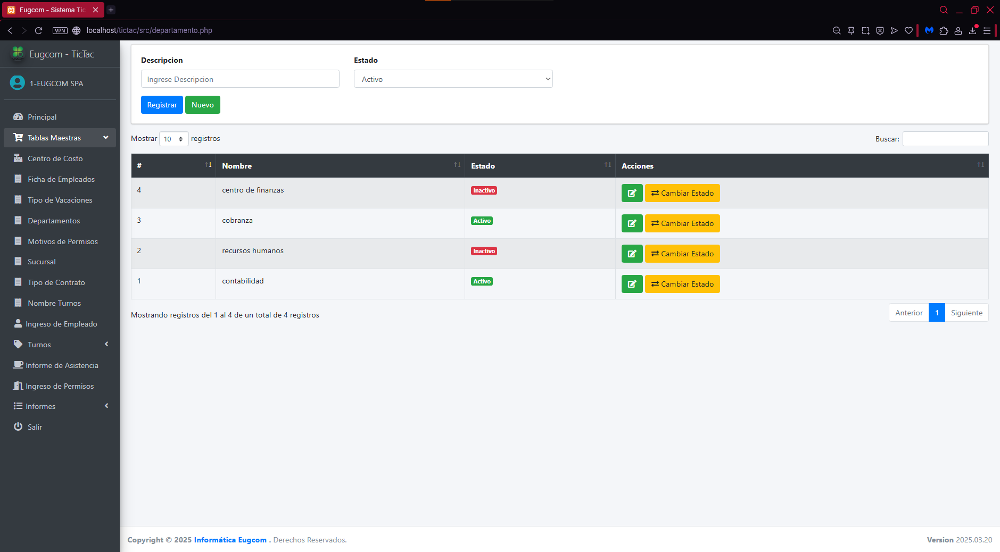 Eugcom - Sistema Tic
VPN localhost/tictac/src/departamento.php
Eugcom - TicTac
1-EUGCOM SPA
Principal
Tablas Maestras
Centro de Costo
Ficha de Empleados
Tipo de Vacaciones
Departamentos
Motivos de Permisos
Sucursal
Tipo de Contrato
Nombre Turnos
Ingreso de Empleado
Turnos
Informe de Asistencia
Ingreso de Permisos
Informes
Salir
Descripcion Estado
Ingrese Descripcion Activo
Registrar Nuevo
Mostrar 10 registros Buscar:
# Nombre Estado Acciones
4 centro de finanzas Inactivo Cambiar Estado
3 cobranza Activo Cambiar Estado
2 recursos humanos Inactivo Cambiar Estado
1 contabilidad Activo Cambiar Estado
Mostrando registros del 1 al 4 de un total de 4 registros Anterior 1 Siguiente
Copyright © 2025 Informática Eugcom . Derechos Reservados. Version 2025.03.20